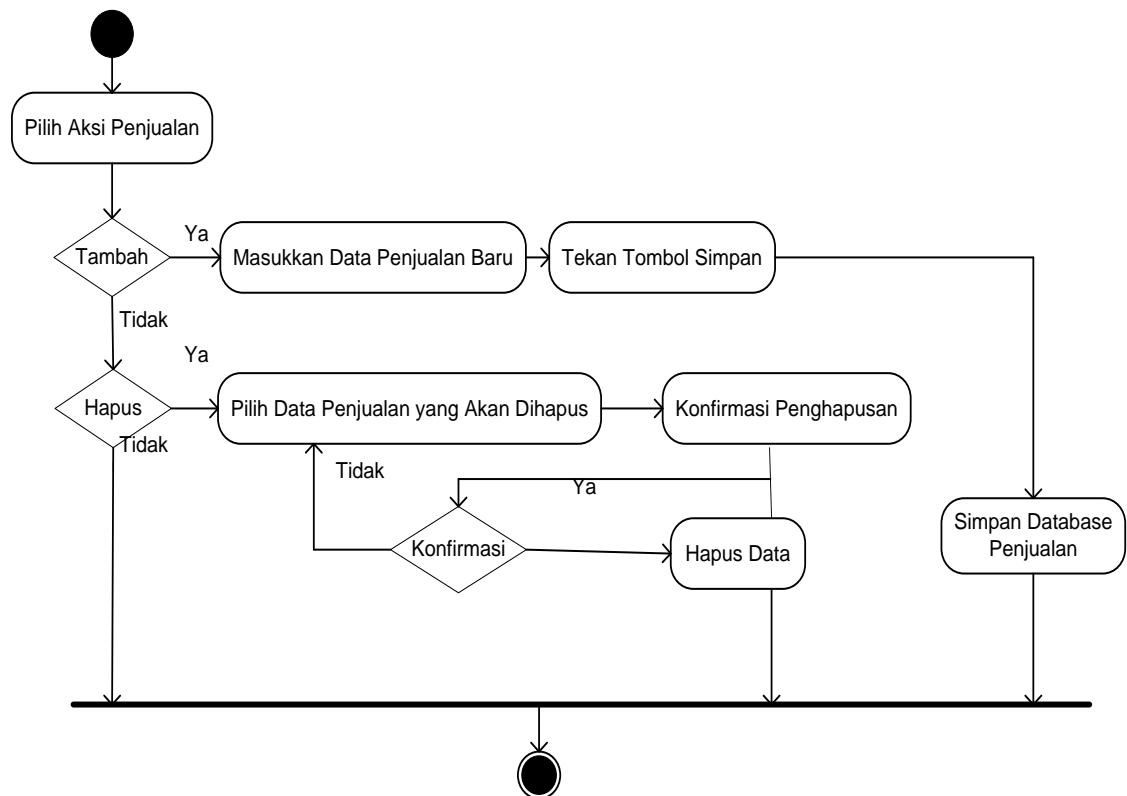 Pilih Aksi Penjualan
Tambah
Ya
Masukkan Data Penjualan Baru
Tekan Tombol Simpan
Tidak
Ya
Hapus
Pilih Data Penjualan yang Akan Dihapus
Konfirmasi Penghapusan
Tidak
Tidak
Ya
Konfirmasi
Hapus Data
Simpan Database
Penjualan